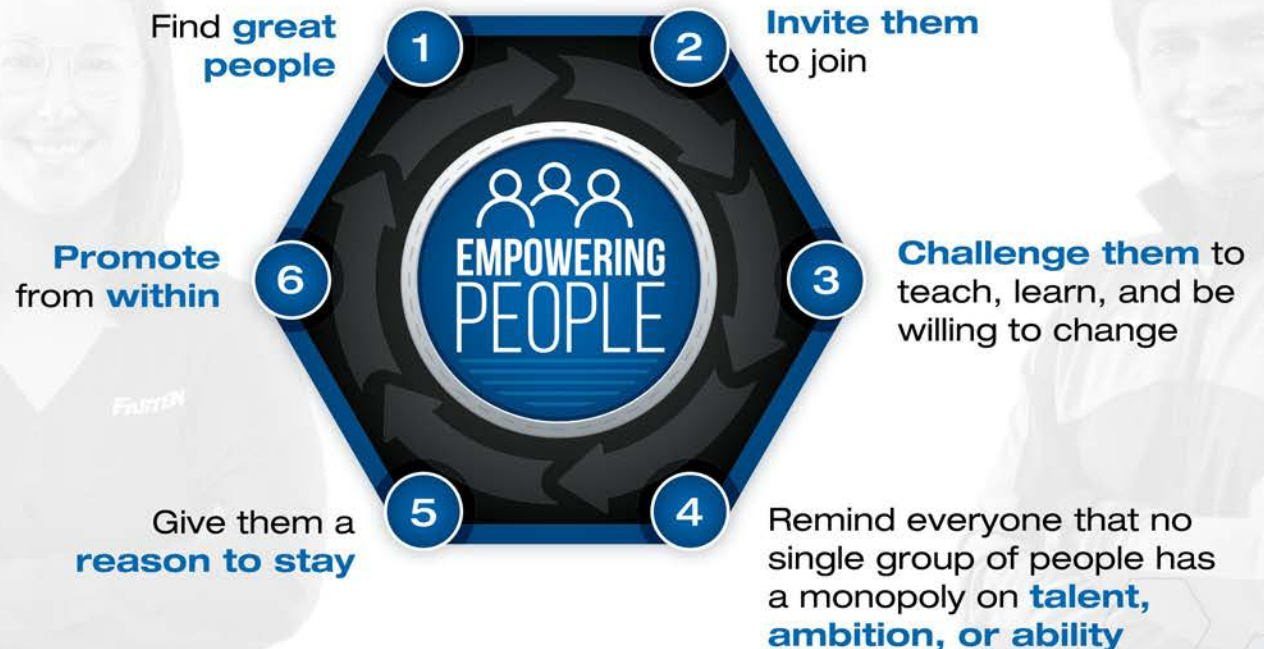 1
Find great
people
2
Invite them
to join
3
Challenge them to
teach, learn, and be
willing to change
4
Remind everyone that no
single group of people has
a monopoly on talent,
ambition, or ability
5
Give them a
reason to stay
6
Promote
from within
EMPOWERING
PEOPLE